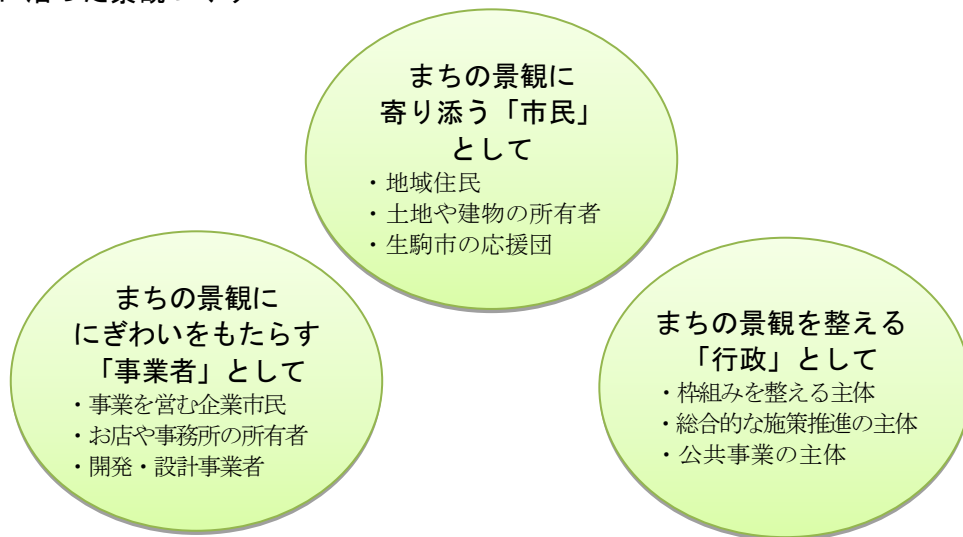 まちの景観に
寄り添う「市民」
として
・地域住民
・土地や建物の所有者
・生駒市の応援団
まちの景観に
にぎわいをもたらす
「事業者」として
・事業を営む企業市民
・お店や事務所の所有者
・開発・設計事業者
まちの景観を整える
「行政」として
・枠組みを整える主体
・総合的な施策推進の主体
・公共事業の主体